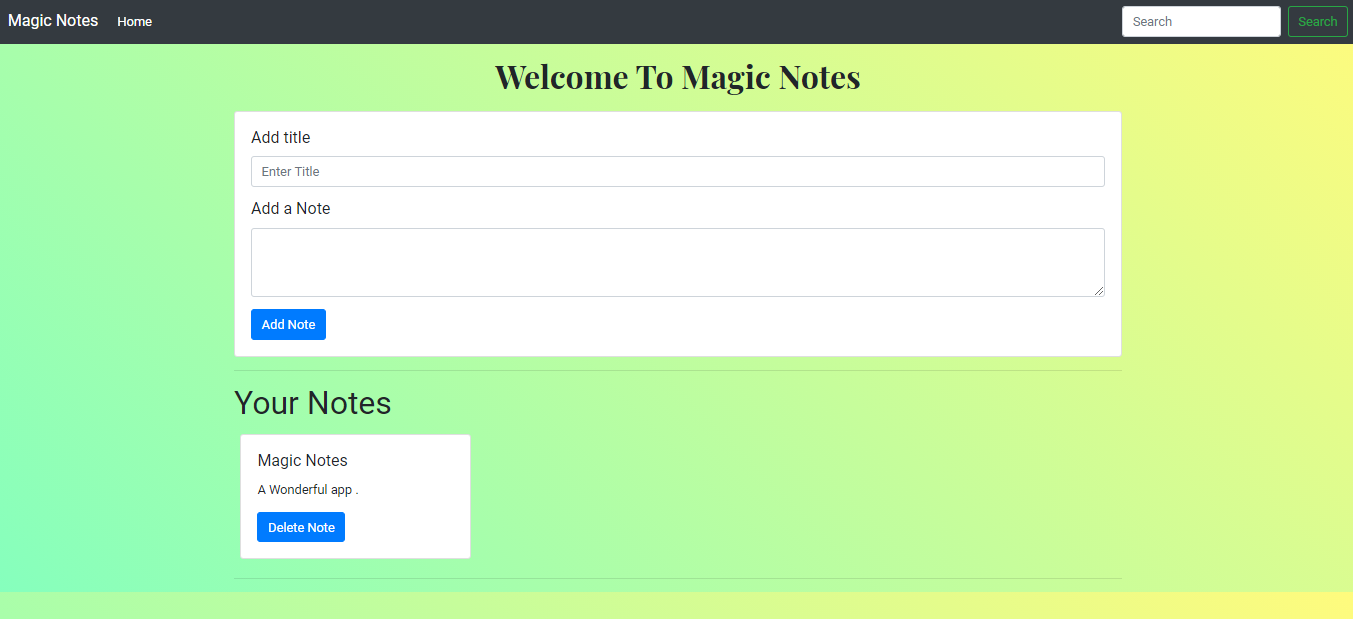 Magic Notes Home Search Search
Welcome To Magic Notes
Add title
Enter Title
Add a Note
Add Note
Your Notes
Magic Notes
A Wonderful app .
Delete Note